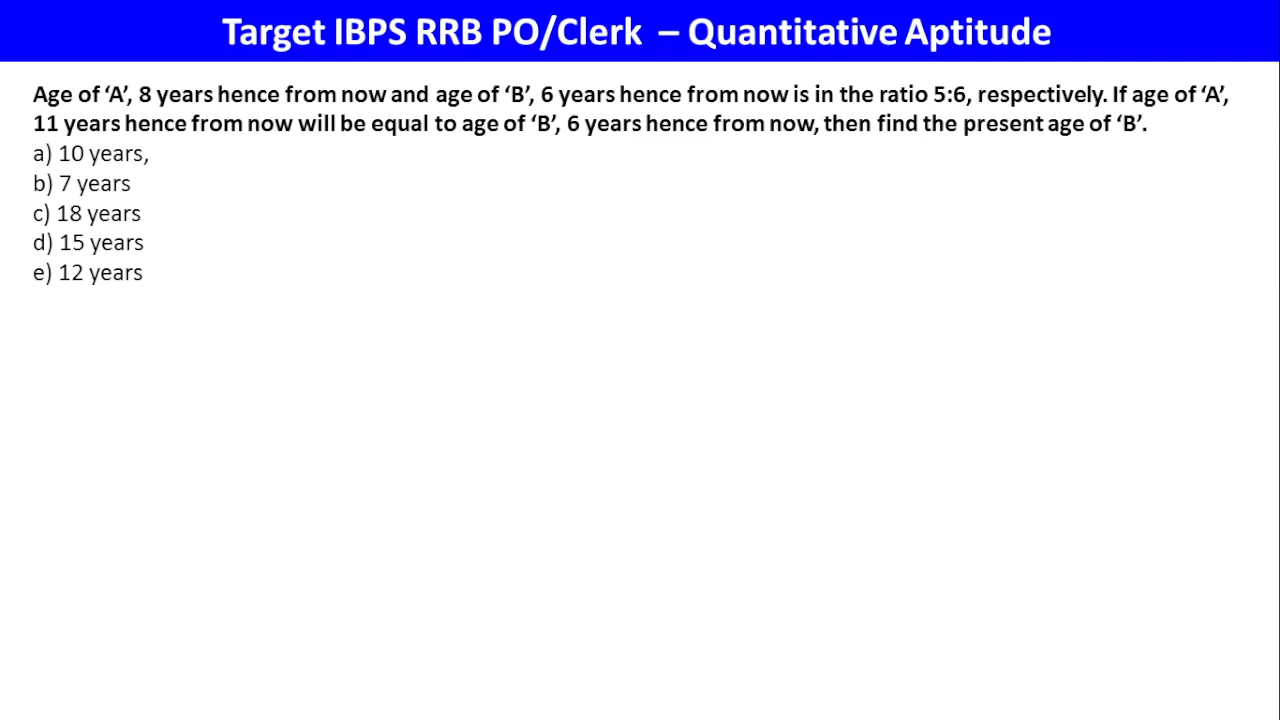 Target IBPS RRB PO/Clerk – Quantitative Aptitude
Age of ‘A’, 8 years hence from now and age of ‘B’, 6 years hence from now is in the ratio 5:6, respectively. If age of ‘A’,
11 years hence from now will be equal to age of ‘B’, 6 years hence from now, then find the present age of ‘B’.
a) 10 years,
b) 7 years
c) 18 years
d) 15 years
e) 12 years